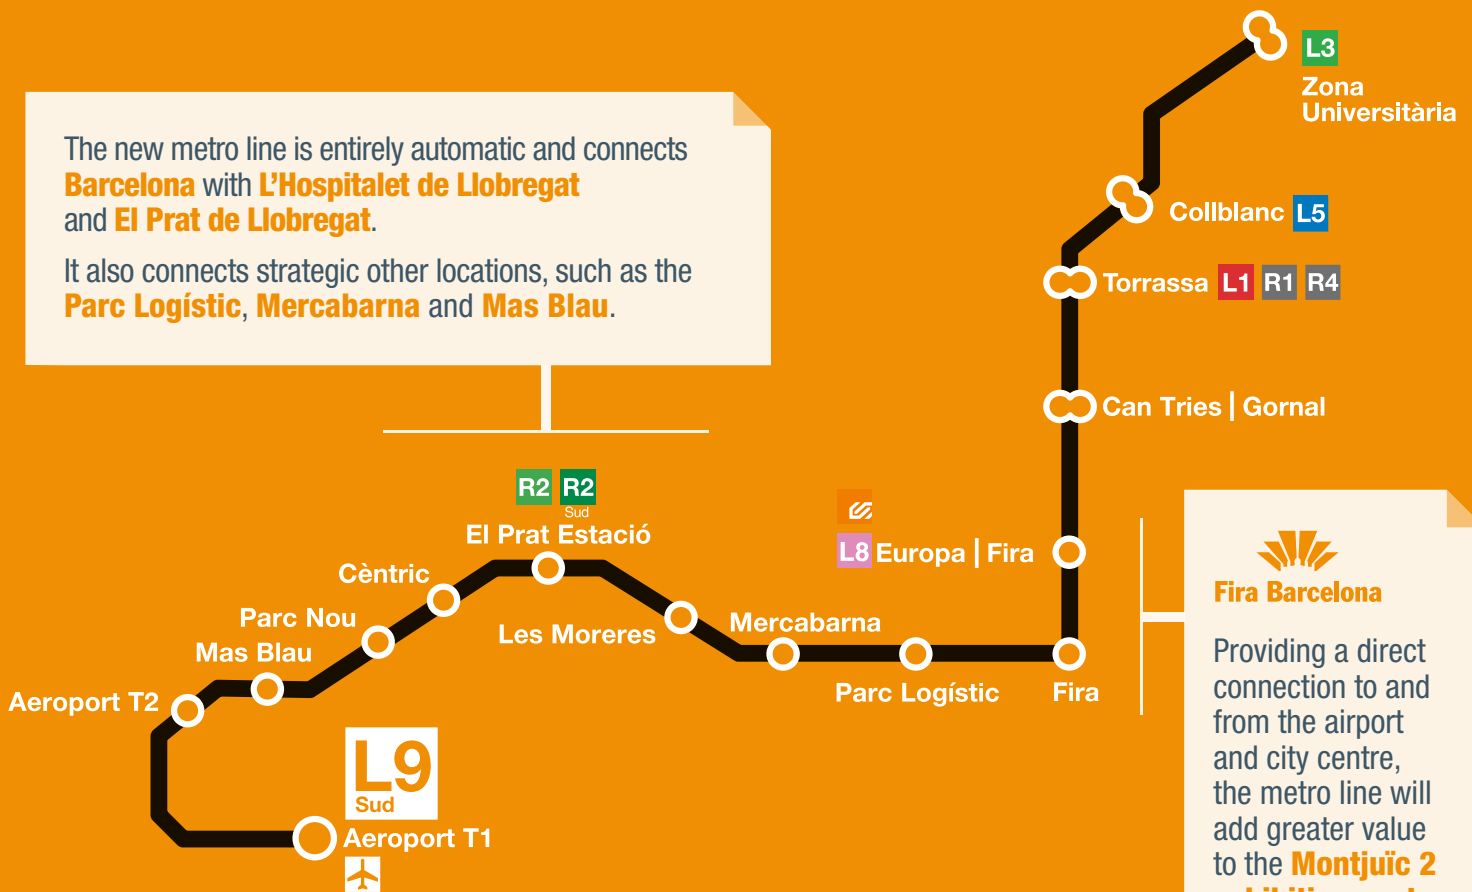 The new metro line is entirely automatic and connects
Barcelona with L'Hospitalet de Llobregat
and El Prat de Llobregat.
It also connects strategic other locations, such as the
Parc Logístic, Mercabarna and Mas Blau.
L3
Zona
Universitària
Collblanc L5
Torrassa L1 R1 R4
Can Tries | Gornal
R2 R2
Sud
El Prat Estació
L8 Europa | Fira
Cèntric
Parc Nou
Les Moreres
Mercabarna
Mas Blau
Parc Logístic
Fira
Aeroport T2
L9
Sud
Aeroport T1
Fira Barcelona
Providing a direct
connection to and
from the airport
and city centre,
the metro line will
add greater value
to the Montjuïc 2